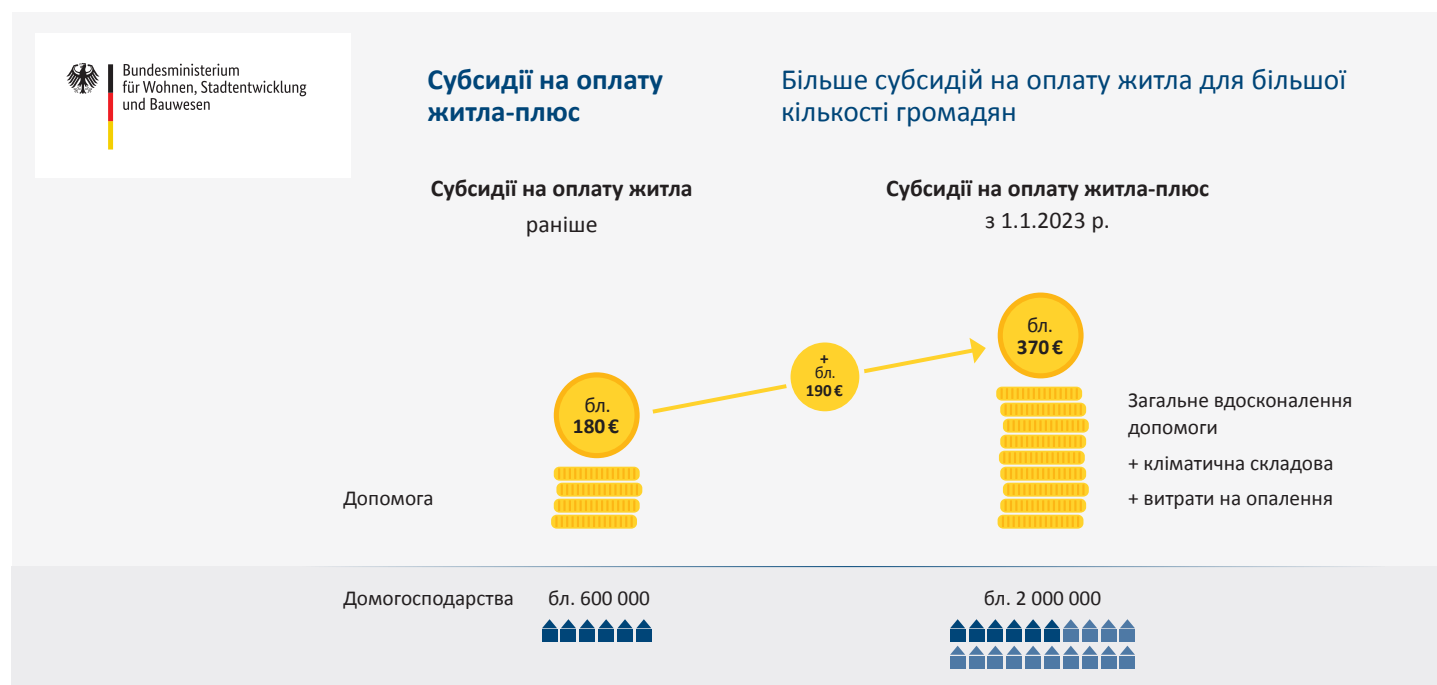 Bundesministerium
für Wohnen, Stadtentwicklung
und Bauwesen
Субсидії на оплату
житла-плюс
Більше субсидій на оплату житла для більшої
кількості громадян
Субсидії на оплату житла
раніше
Субсидії на оплату житла-плюс
з 1.1.2023 р.
бл.
180 €
+
бл.
190 €
бл.
370 €
Допомога
Загальне вдосконалення
допомоги
+ кліматична складова
+ витрати на опалення
Домогосподарства
бл. 600 000
бл. 2 000 000